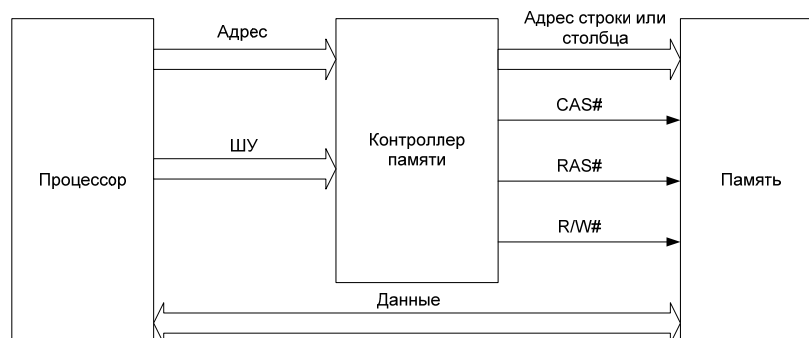 Адрес
Адрес строки или
столбца
CAS#
ШУ
Контроллер
памяти
Процессор
RAS#
Память
R/W#
Данные